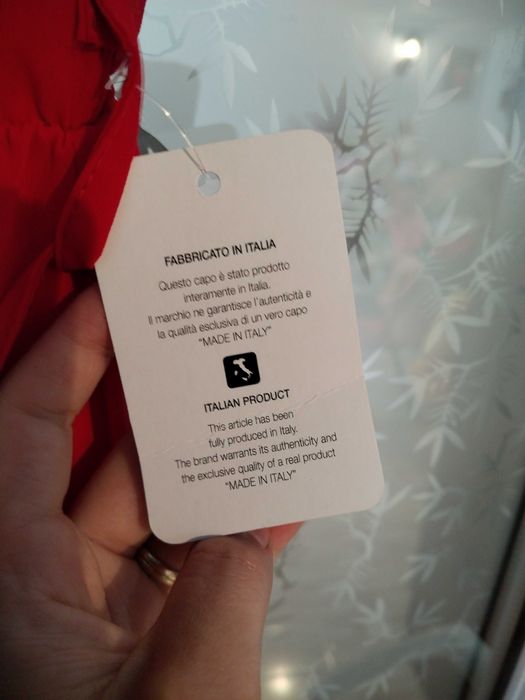 FABBRICATO IN ITALIA
Questo capo è stato prodotto
interamente in Italia.
Il marchio ne garantisce l'autenticità e
la qualità esclusiva di un vero capo
"MADE IN ITALY"
ITALIAN PRODUCT
This article has been
fully produced in Italy.
The brand warrants its authenticity and
the exclusive quality of a real product
"MADE IN ITALY"